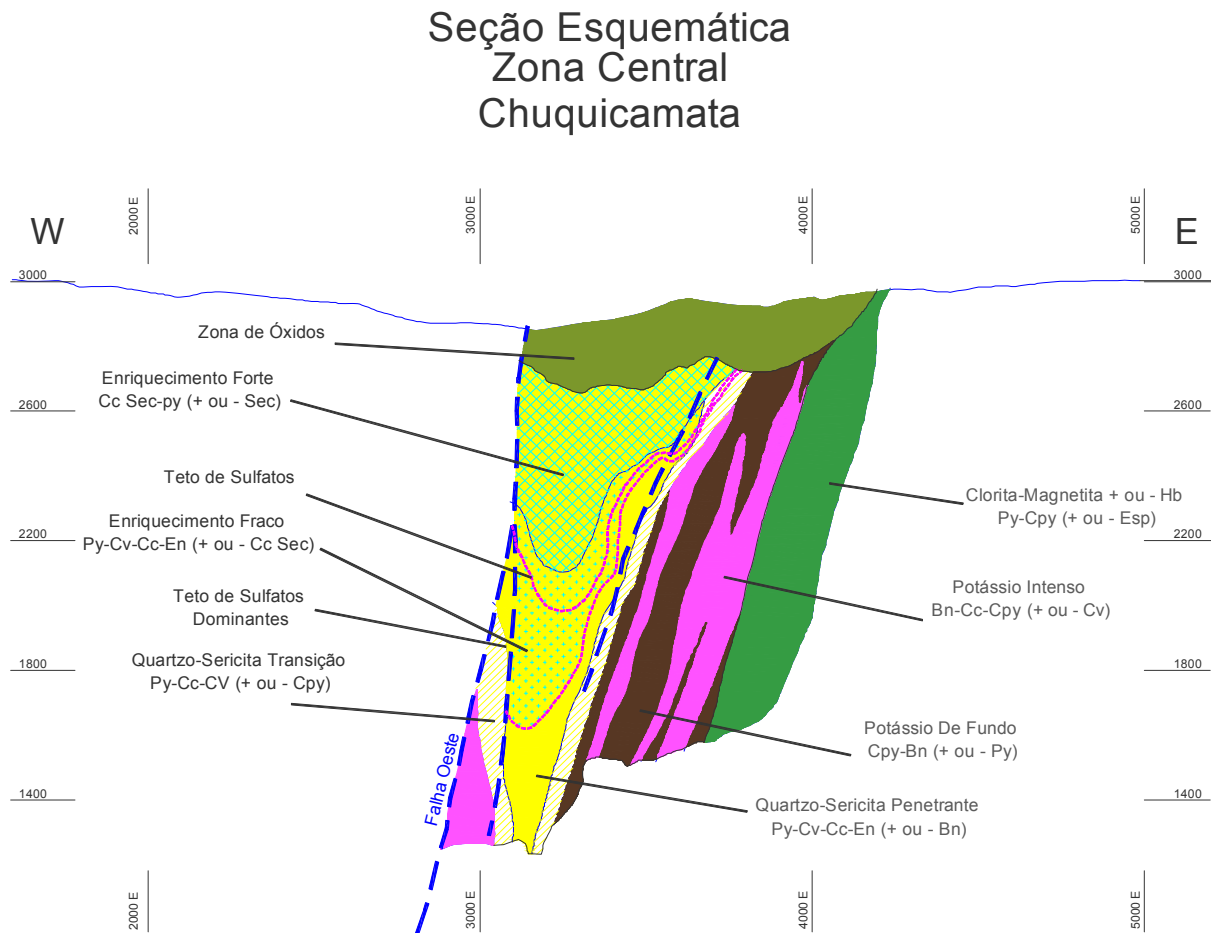 Seção Esquemática
Zona Central
Chuquicamata
2000 E
3000 E
4000 E
5000 E
W
E
3000
3000
Zona de Óxidos
Enriquecimento Forte
Cc Sec-py (+ ou - Sec)
2600
2600
Teto de Sulfatos
Clorita-Magnetita + ou - Hb
Py-Cpy (+ ou - Esp)
Enriquecimento Fraco
Py-Cv-Cc-En (+ ou - Cc Sec)
2200
2200
Teto de Sulfatos
Dominantes
Potássio Intenso
Bn-Cc-Cpy (+ ou - Cv)
Quartzo-Sericita Transição
Py-Cc-CV (+ ou - Cpy)
1800
1800
Potássio De Fundo
Cpy-Bn (+ ou - Py)
Falha Oeste
1400
1400
Quartzo-Sericita Penetrante
Py-Cv-Cc-En (+ ou - Bn)
2000 E
3000 E
4000 E
5000 E